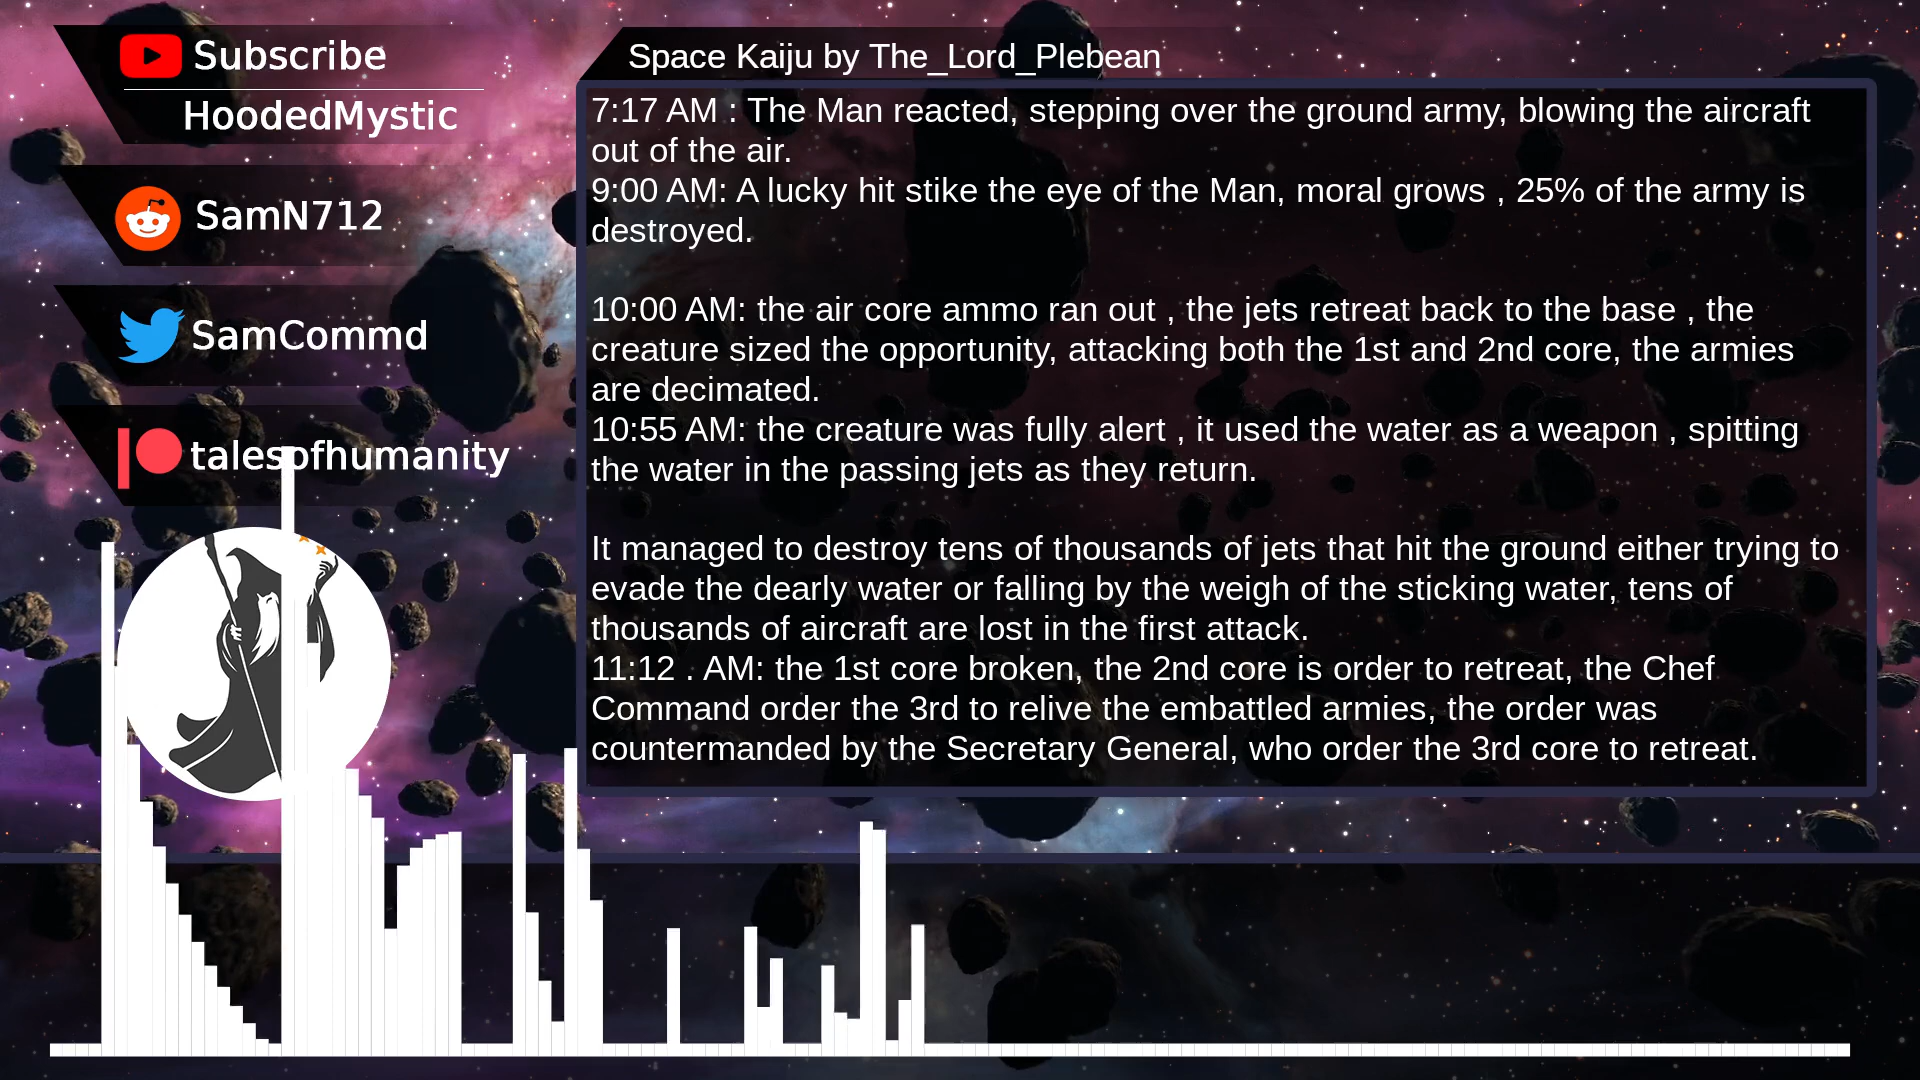 Subscribe
HoodedMystic
SamN712
SamCommd
talesofhumanity
Space Kaiju by The_Lord_Plebean
7:17 AM : The Man reacted, stepping over the ground army, blowing the aircraft
out of the air.
9:00 AM: A lucky hit stike the eye of the Man, moral grows , 25% of the army is
destroyed.
10:00 AM: the air core ammo ran out , the jets retreat back to the base , the
creature sized the opportunity, attacking both the 1st and 2nd core, the armies
are decimated.
10:55 AM: the creature was fully alert , it used the water as a weapon , spitting
the water in the passing jets as they return.
It managed to destroy tens of thousands of jets that hit the ground either trying to
evade the dearly water or falling by the weigh of the sticking water, tens of
thousands of aircraft are lost in the first attack.
11:12 . AM: the 1st core broken, the 2nd core is order to retreat, the Chef
Command order the 3rd to relive the embattled armies, the order was
countermanded by the Secretary General, who order the 3rd core to retreat.